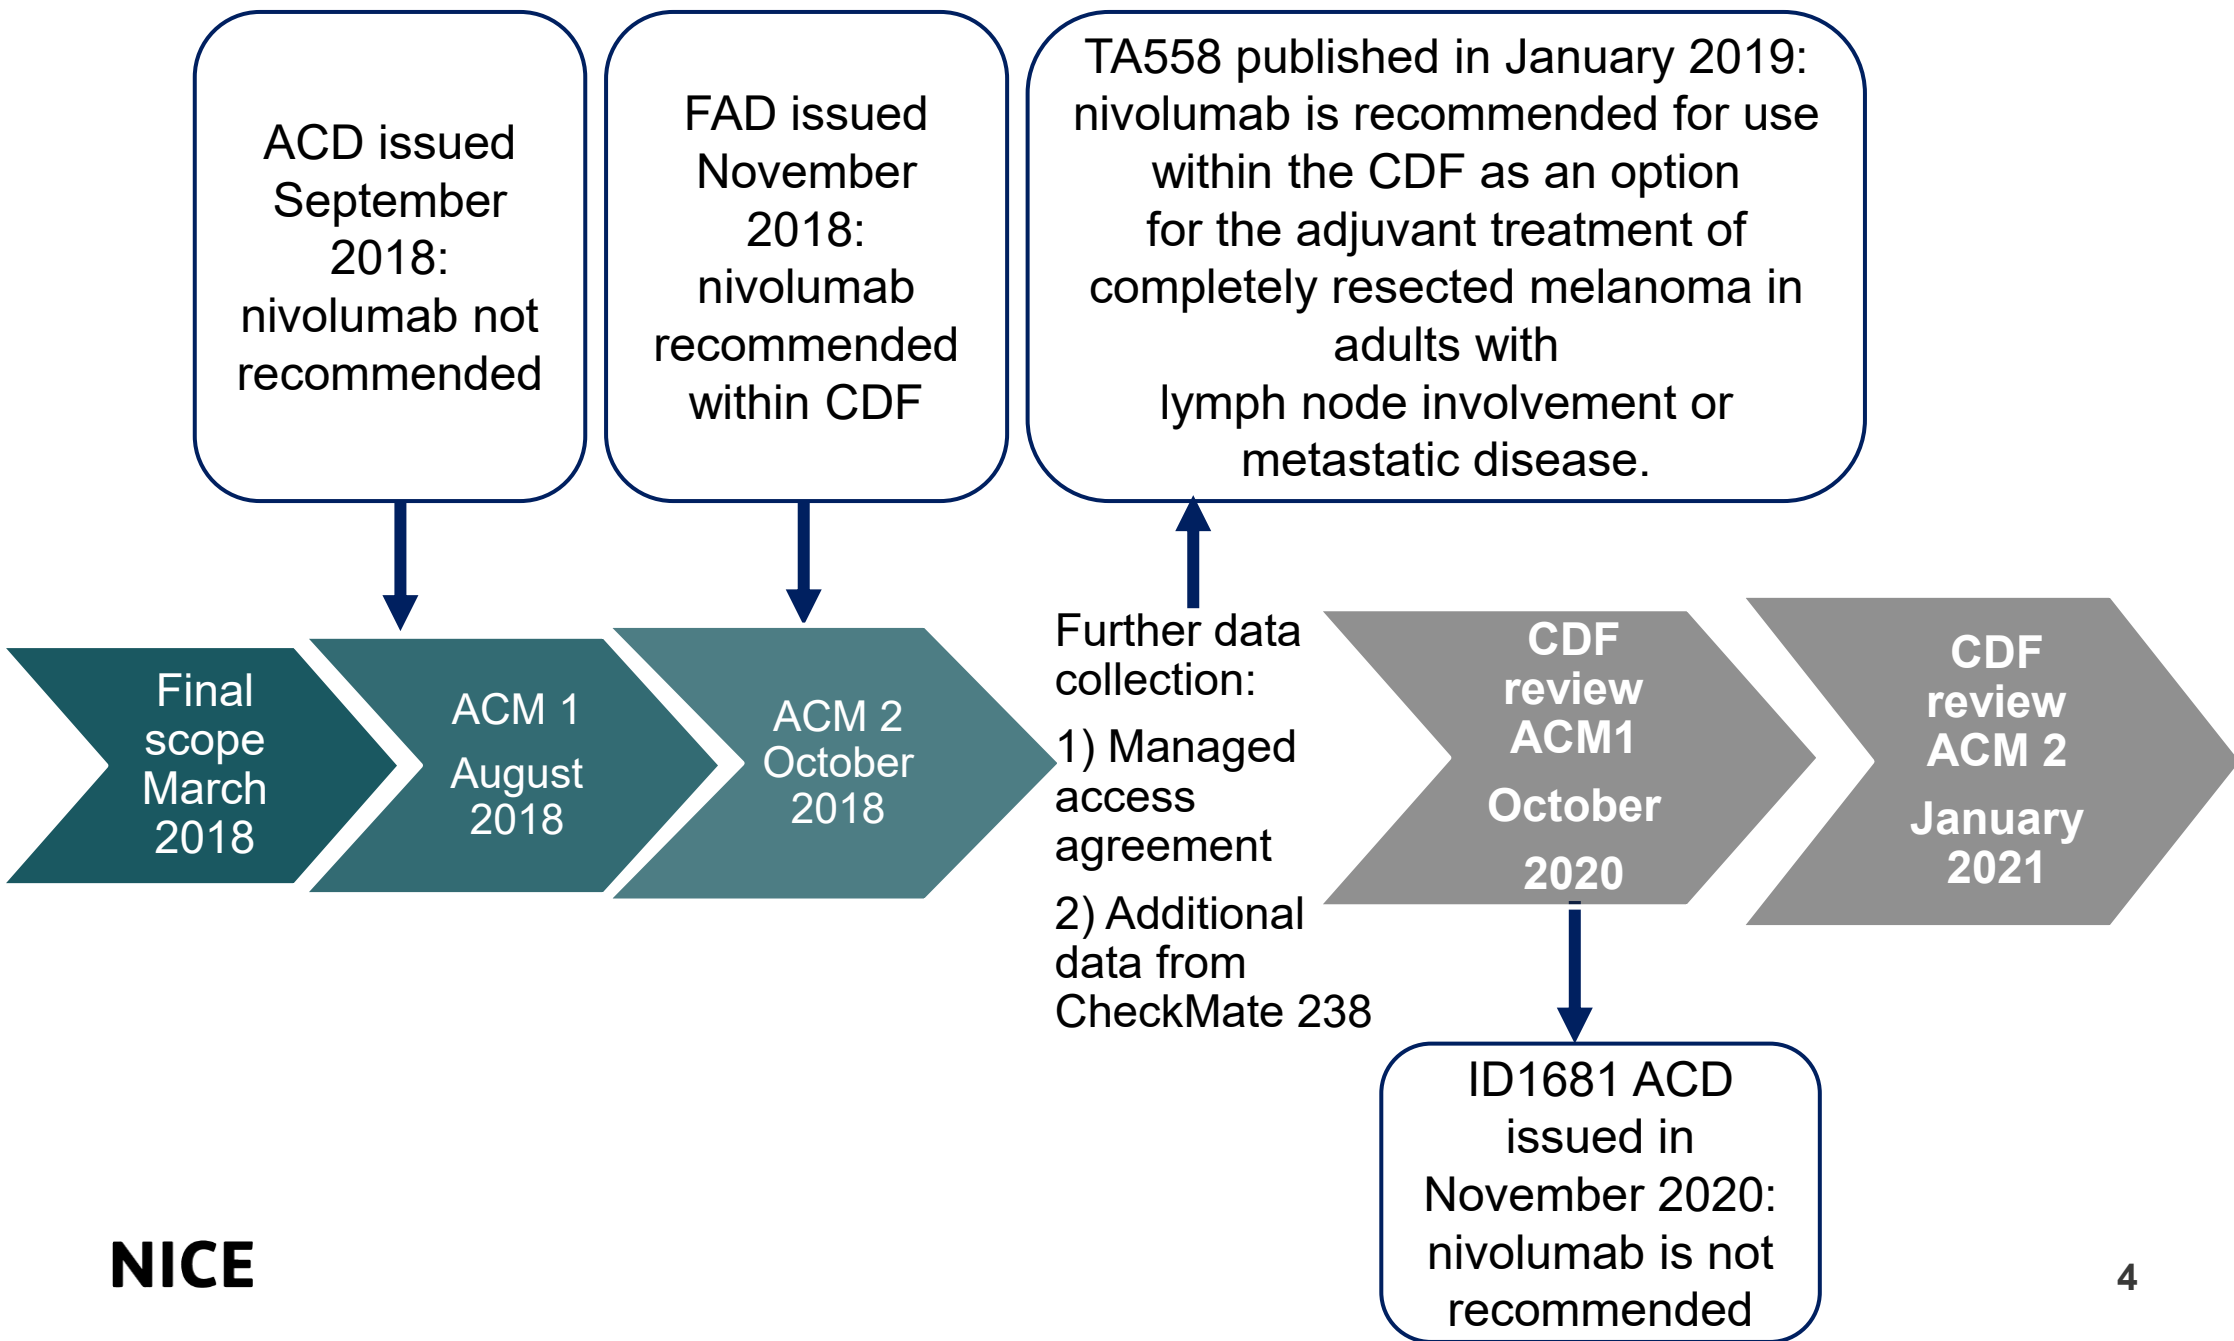 ACD issued
September
2018:
nivolumab not
recommended
FAD issued
November
2018:
nivolumab
recommended
within CDF
TA558 published in January 2019:
nivolumab is recommended for use
within the CDF as an option
for the adjuvant treatment of
completely resected melanoma in
adults with
lymph node involvement or
metastatic disease.
Final
scope
March
2018
ACM 1
August
2018
ACM 2
October
2018
Further data
collection:
1) Managed
access
agreement
2) Additional
data from
CheckMate 238
CDF
review
ACM1
October
2020
CDF
review
ACM 2
January
2021
ID1681 ACD
issued in
November 2020:
nivolumab is not
recommended
NICE
4